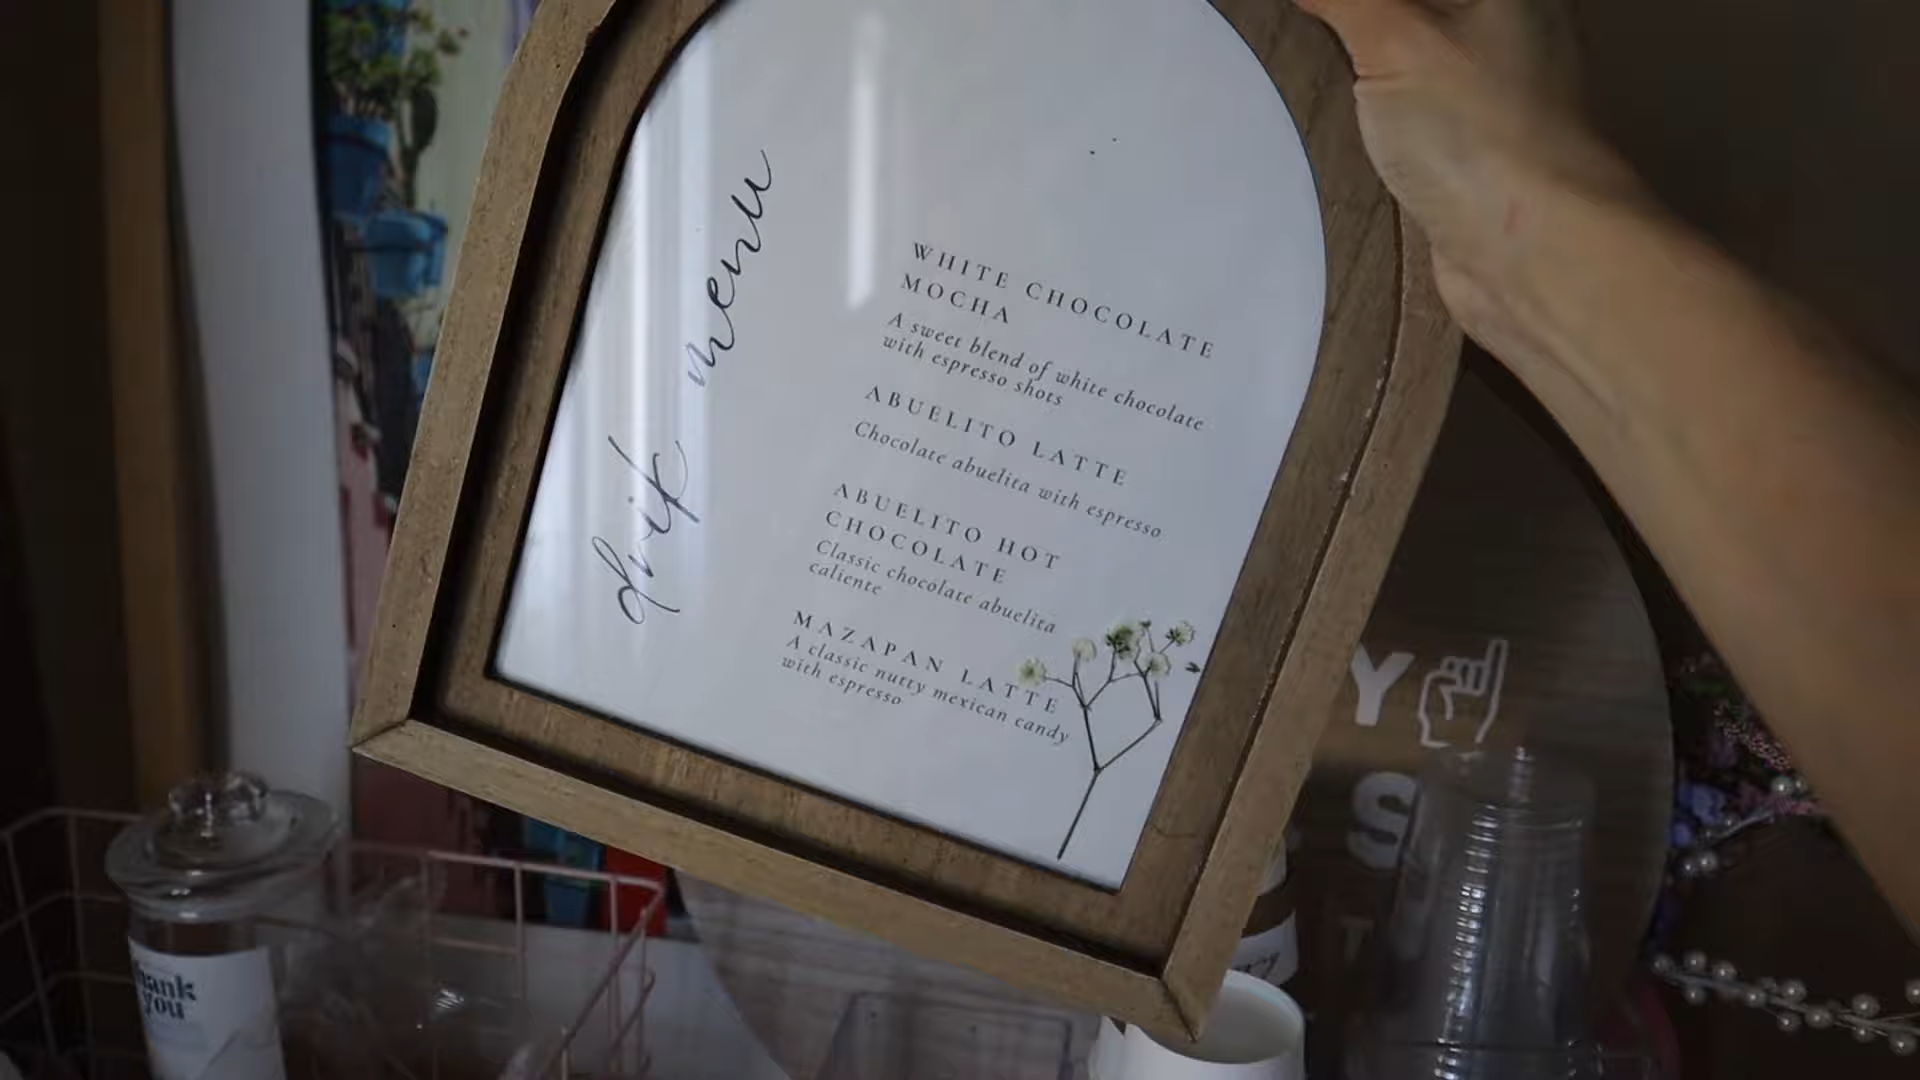 drik menu
WHITE CHOCOLATE
MOCHA
A sweet blend of white chocolate
with espresso shots
ABUELITO LATTE
Chocolate abuelita with espresso
ABUELITO HOT
CHOCOLATE
Classic chocolate abuelita
caliente
MAZAPAN LATTE
A classic nutty mexican candy
with espresso
Y
S
T
thank
you